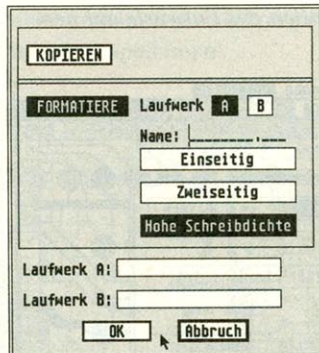 KOPIEREN
FORMATIERE Laufwerk A B
Name: ________.___
Einseitig
Zweiseitig
Hohe Schreibdichte
Laufwerk A:
Laufwerk B:
OK Abbruch